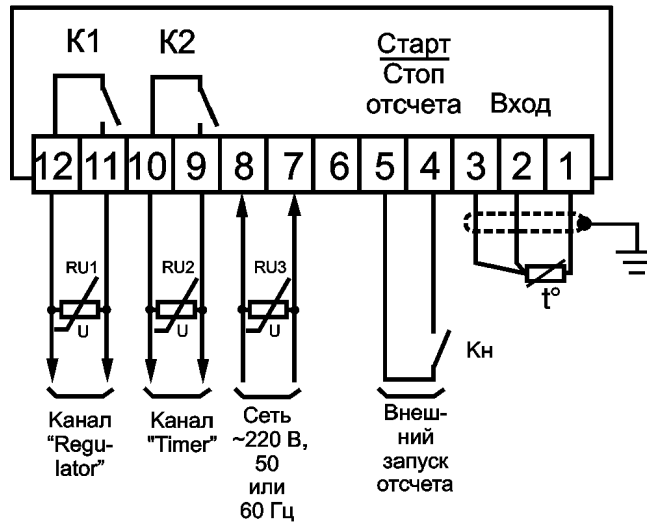 К1
К2
Старт
Стоп
отсчета
Вход
12 11 10 9 8 7 6 5 4 3 2 1
RU1
U
RU2
U
RU3
U
t°
Кн
Канал
“Regu-
lator”
Канал
"Timer"
Сеть
~220 В,
50
или
60 Гц
Внеш-
ний
запуск
отсчета